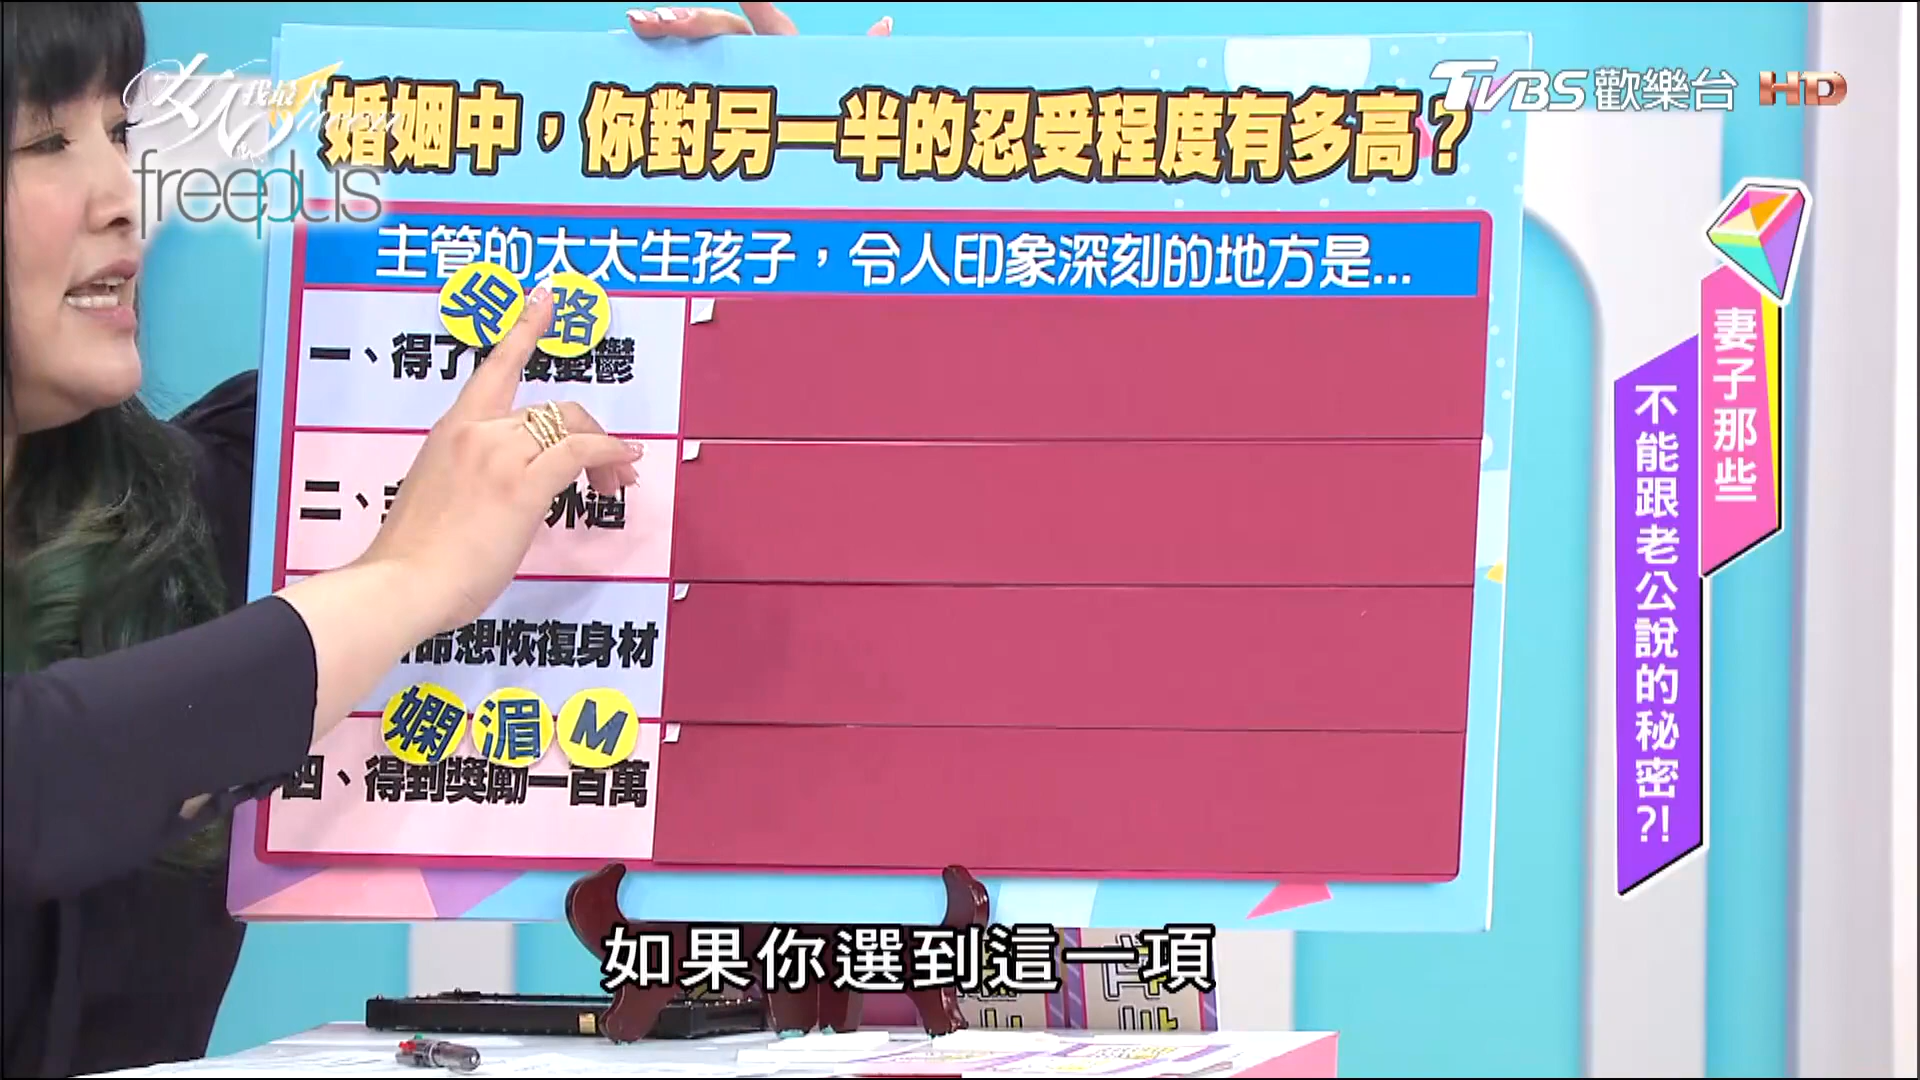 女人我最大
freeplus
TVBS歡樂台 HD
婚姻中，你對另一半的忍受程度有多高？
主管的太太生孩子，令人印象深刻的地方是...
吳 路
一、得了 後憂鬱
二、 外遇
命想恢復身材
嫻 湄 M
四、得到獎勵一百萬
妻子那些
不能跟老公說的秘密?!
如果你選到這一項